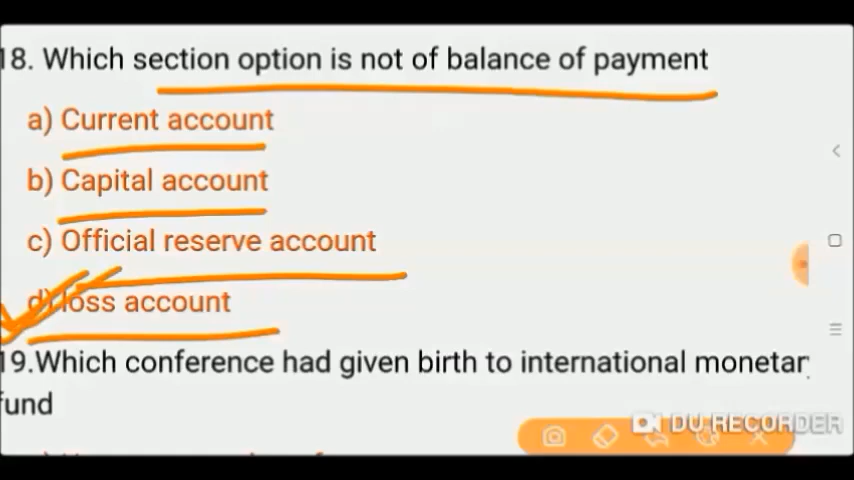 18. Which section option is not of balance of payment
a) Current account
b) Capital account
c) Official reserve account
d) loss account
19.Which conference had given birth to international monetar
fund
DU RECORDER